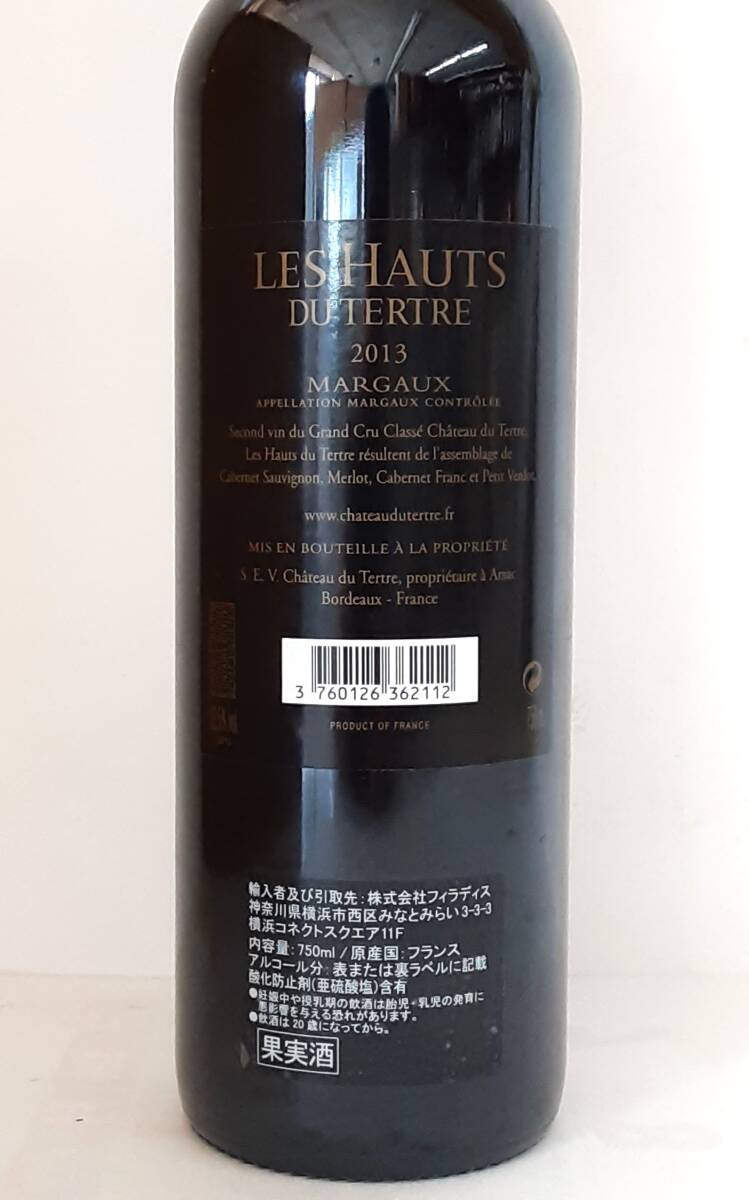 LES HAUTS
DU TERTRE
2013
MARGAUX
APPELLATION MARGAUX CONTRÔLÉE
Second vin du Grand Cru Classé Château du Tertre,
Les Hauts du Tertre résultent de l'assemblage de
Cabernet Sauvignon, Merlot, Cabernet Franc et Petit Verdot.
www.chateaudutertre.fr
MIS EN BOUTEILLE À LA PROPRIÉTÉ
S. E. V. Château du Tertre, propriétaire à Arsac
Bordeaux - France
3 760126 362112
PRODUCT OF FRANCE
輸入者及び引取先:株式会社フィラディス
神奈川県横浜市西区みなとみらい3-3-3
横浜コネクトスクエア11F
内容量:750ml/原産国:フランス
アルコール分:表または裏ラベルに記載
酸化防止剤(亜硫酸塩)含有
●妊娠中や授乳期の飲酒は胎児・乳児の発育に
悪影響を与える恐れがあります。
●飲酒は20歳になってから。
果実酒